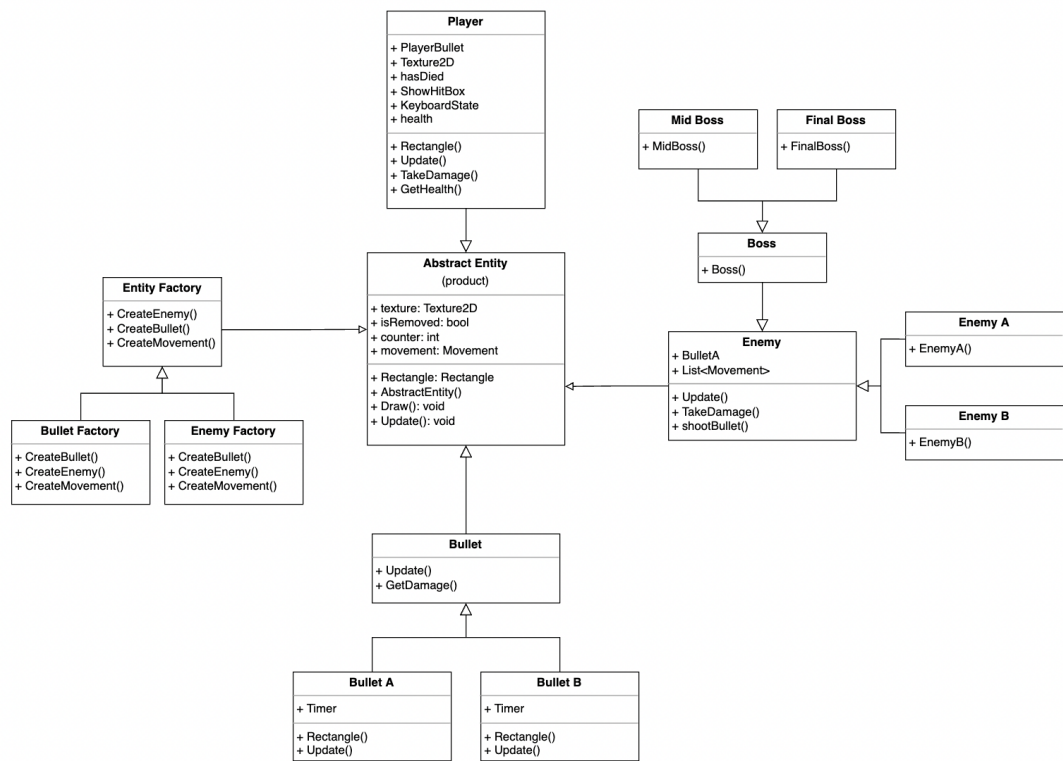 Player
+ PlayerBullet
+ Texture2D
+ hasDied
+ ShowHitBox
+ KeyboardState
+ health
+ Rectangle()
+ Update()
+ TakeDamage()
+ GetHealth()
Mid Boss
+ MidBoss()
Final Boss
+ FinalBoss()
Boss
+ Boss()
Abstract Entity
(product)
+ texture: Texture2D
+ isRemoved: bool
+ counter: int
+ movement: Movement
+ Rectangle: Rectangle
+ AbstractEntity()
+ Draw(): void
+ Update(): void
Entity Factory
+ CreateEnemy()
+ CreateBullet()
+ CreateMovement()
Enemy
+ BulletA
+ List<Movement>
+ Update()
+ TakeDamage()
+ shootBullet()
Enemy A
+ EnemyA()
Enemy B
+ EnemyB()
Bullet Factory
+ CreateBullet()
+ CreateEnemy()
+ CreateMovement()
Enemy Factory
+ CreateBullet()
+ CreateEnemy()
+ CreateMovement()
Bullet
+ Update()
+ GetDamage()
Bullet A
+ Timer
+ Rectangle()
+ Update()
Bullet B
+ Timer
+ Rectangle()
+ Update()